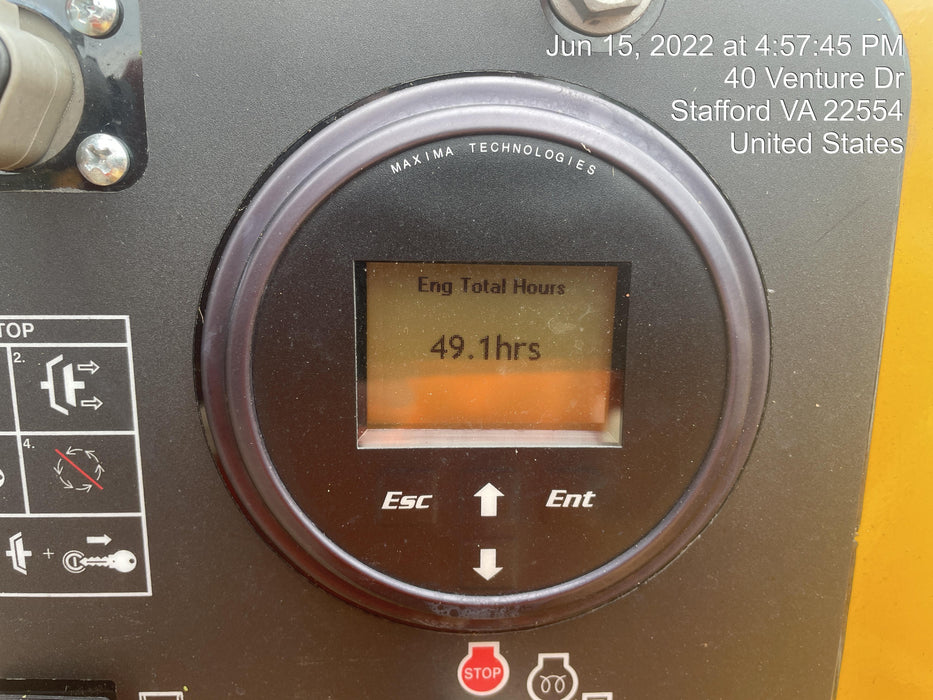 Jun 15, 2022 at 4:57:45 PM
40 Venture Dr
Stafford VA 22554
United States
MAXIMA TECHNOLOGIES
Eng Total Hours
49.1hrs
TOP
2.
4.
+
Esc
Ent
STOP